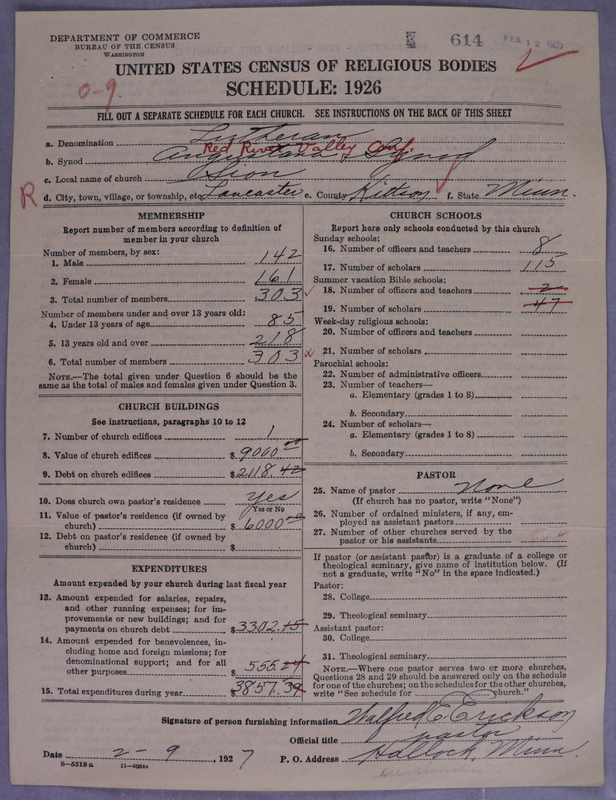 DEPARTMENT OF COMMERCE
BUREAU OF THE CENSUS
WASHINGTON
614
FEB 12 1927
UNITED STATES CENSUS OF RELIGIOUS BODIES
SCHEDULE: 1926
0-9
FILL OUT A SEPARATE SCHEDULE FOR EACH CHURCH. SEE INSTRUCTIONS ON THE BACK OF THIS SHEET
a. Denomination Lutheran
Red River Valley Conf.
b. Synod Augustana Synod
c. Local name of church Sion
R
d. City, town, village, or township, etc. Lancaster e. County Kittson f. State Minn.
MEMBERSHIP
Report number of members according to definition of
member in your church
Number of members, by sex:
1. Male 142
2. Female 161
3. Total number of members 303
Number of members under and over 13 years old:
4. Under 13 years of age 85
5. 13 years old and over 218
6. Total number of members 303
NOTE.—The total given under Question 6 should be the
same as the total of males and females given under Question 3.
CHURCH BUILDINGS
See instructions, paragraphs 10 to 12
7. Number of church edifices 1
8. Value of church edifices $9000.00
9. Debt on church edifices $2118.42
10. Does church own pastor's residence Yes
Yes or No
11. Value of pastor's residence (if owned by
church) $6000.00
12. Debt on pastor's residence (if owned by
church) $
EXPENDITURES
Amount expended by your church during last fiscal year
13. Amount expended for salaries, repairs,
and other running expenses; for im-
provements or new buildings; and for
payments on church debt $3302.15
14. Amount expended for benevolences, in-
cluding home and foreign missions; for
denominational support; and for all
other purposes $555.24
15. Total expenditures during year $3857.39
CHURCH SCHOOLS
Report here only schools conducted by this church
Sunday schools:
16. Number of officers and teachers 8
17. Number of scholars 115
Summer vacation Bible schools:
18. Number of officers and teachers 2
19. Number of scholars 47
Week-day religious schools:
20. Number of officers and teachers
21. Number of scholars
Parochial schools:
22. Number of administrative officers
23. Number of teachers—
a. Elementary (grades 1 to 8)
b. Secondary
24. Number of scholars—
a. Elementary (grades 1 to 8)
b. Secondary
PASTOR
25. Name of pastor None
(If church has no pastor, write "None")
26. Number of ordained ministers, if any, em-
ployed as assistant pastors
27. Number of other churches served by the
pastor or his assistants
If pastor (or assistant pastor) is a graduate of a college or
theological seminary, give name of institution below. (If
not a graduate, write "No" in the space indicated.)
Pastor:
28. College
29. Theological seminary
Assistant pastor:
30. College
31. Theological seminary
NOTE.—Where one pastor serves two or more churches,
Questions 28 and 29 should be answered only on the schedule
for one of the churches; on the schedules for the other churches,
write "See schedule for church."
Signature of person furnishing information Walfred E. Erickson
Official title pastor
Date 2-9, 1927 P. O. Address Hallock, Minn.
8-5518a 11-9954a